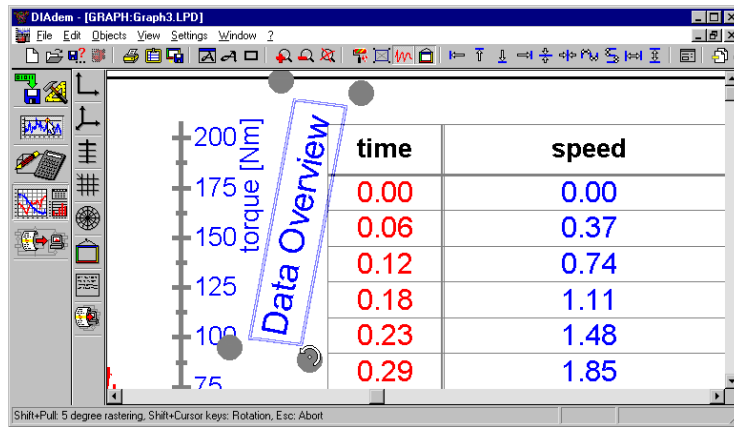 DIAdem - [GRAPH:Graph3.LPD]
File Edit Objects View Settings Window ?
200
175
150
125
100
75
torque [Nm]
Data Overview
time speed
0.00 0.00
0.06 0.37
0.12 0.74
0.18 1.11
0.23 1.48
0.29 1.85
Shift+Pull: 5 degree rastering, Shift+Cursor keys: Rotation, Esc: Abort